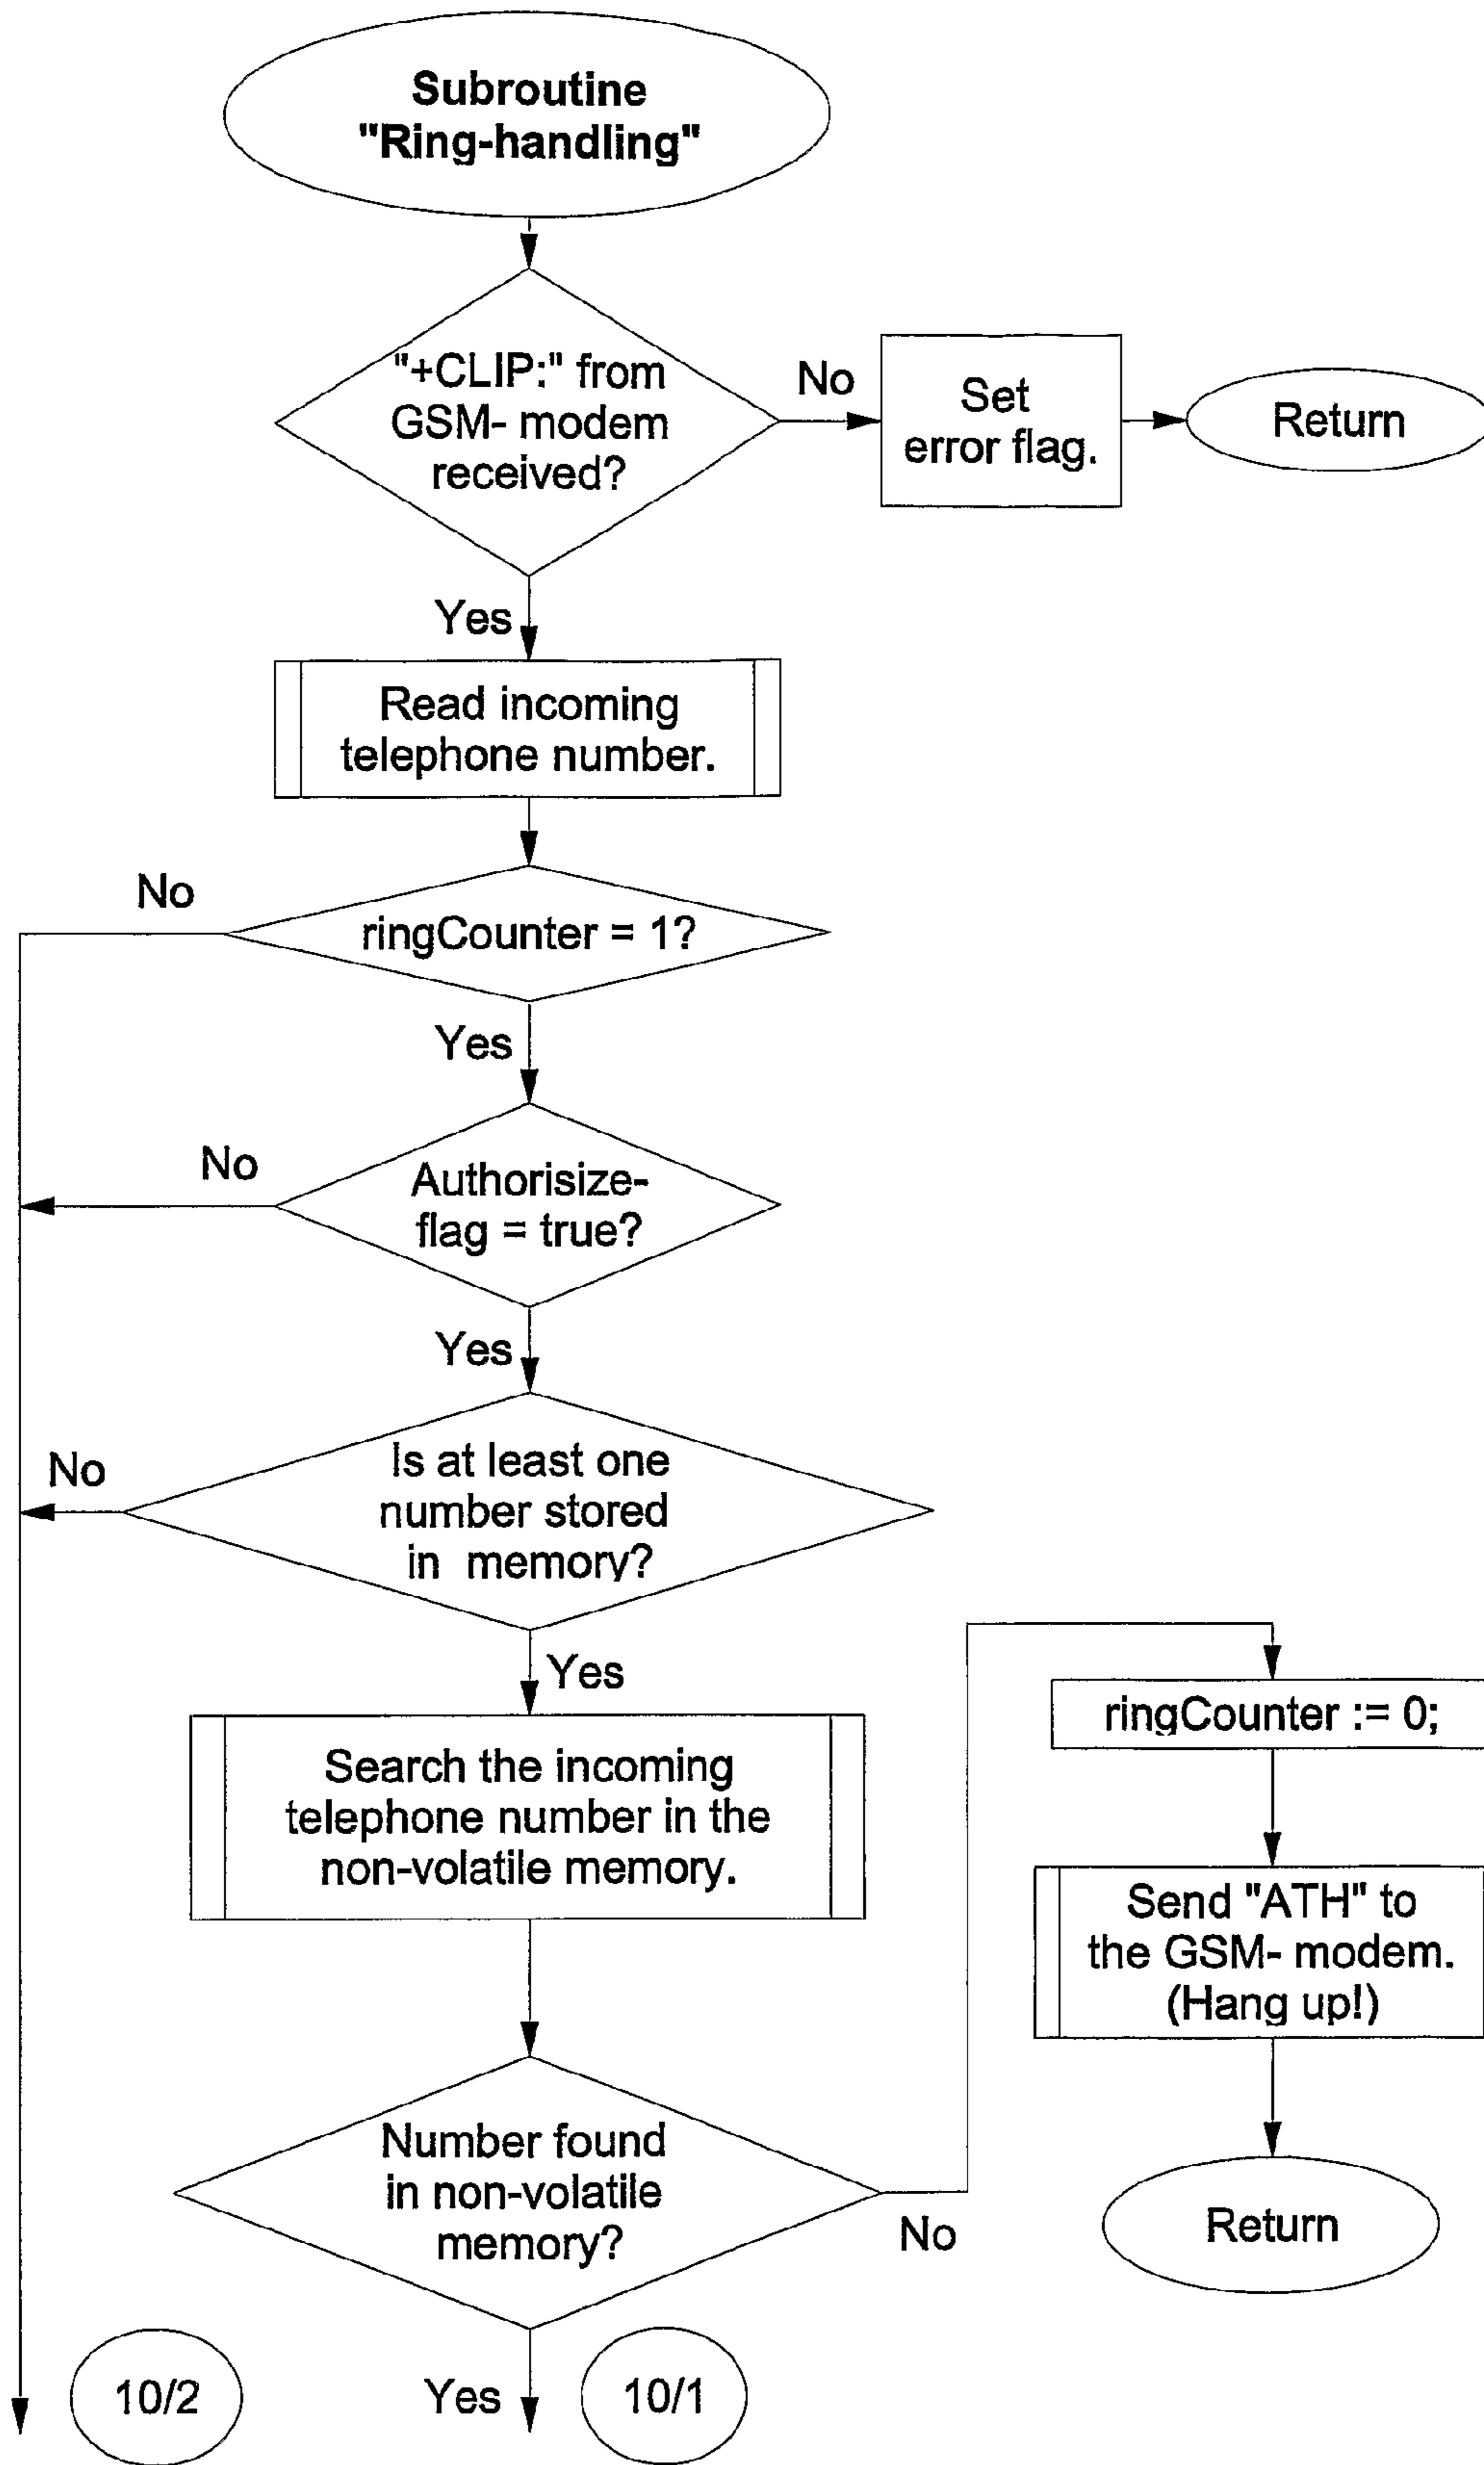 Subroutine
"Ring-handling"
"+CLIP:" from
GSM- modem
received?
No
Set
error flag.
Return
Yes
Read incoming
telephone number.
No
ringCounter = 1?
Yes
No
Authorisize-
flag = true?
Yes
No
Is at least one
number stored
in memory?
Yes
ringCounter := 0;
Search the incoming
telephone number in the
non-volatile memory.
Send "ATH" to
the GSM- modem.
(Hang up!)
Number found
in non-volatile
memory?
No
Return
10/2
Yes
10/1